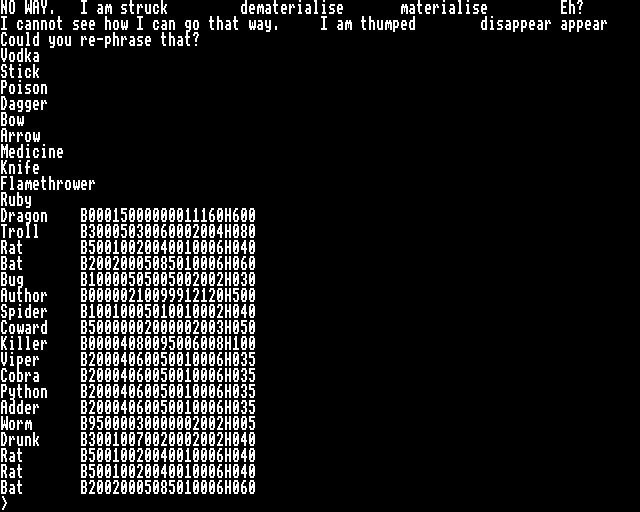 NO WAY.   I am struck         dematerialise       materialise         Eh?
I cannot see how I can go that way.     I am thumped        disappear appear
Could you re-phrase that?
Vodka
Stick
Poison
Dagger
Bow
Arrow
Medicine
Knife
Flamethrower
Ruby
Dragon    B00015000000011160H600
Troll     B30005030060002004H080
Rat       B50010020040010006H040
Bat       B20020005085010006H060
Bug       B10000505005002002H030
Author    B00000210099912120H500
Spider    B10010005010010002H040
Coward    B50000002000002003H050
Killer    B00004080095006008H100
Viper     B20004060050010006H035
Cobra     B20004060050010006H035
Python    B20004060050010006H035
Adder     B20004060050010006H035
Worm      B95000030000002002H005
Drunk     B30010070020002002H040
Rat       B50010020040010006H040
Rat       B50010020040010006H040
Bat       B20020005085010006H060
>